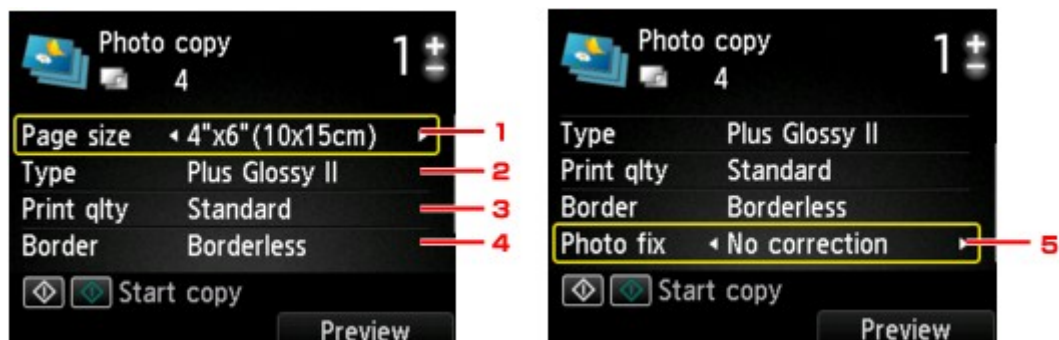 Photo copy
4
1 + -
Page size 4"x6"(10x15cm) 1
Type Plus Glossy II 2
Print qlty Standard 3
Border Borderless 4
Start copy
Preview
Photo copy
4
1 + -
Type Plus Glossy II
Print qlty Standard
Border Borderless
Photo fix No correction 5
Start copy
Preview